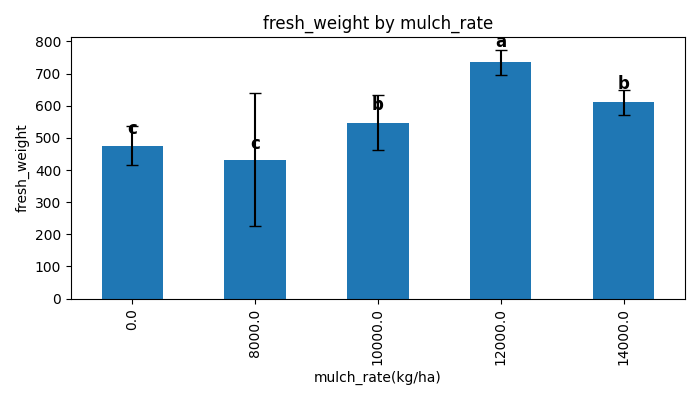 fresh_weight by mulch_rate
fresh_weight
800
700
600
500
400
300
200
100
0
c
c
b
a
b
0.0
8000.0
10000.0
12000.0
14000.0
mulch_rate(kg/ha)